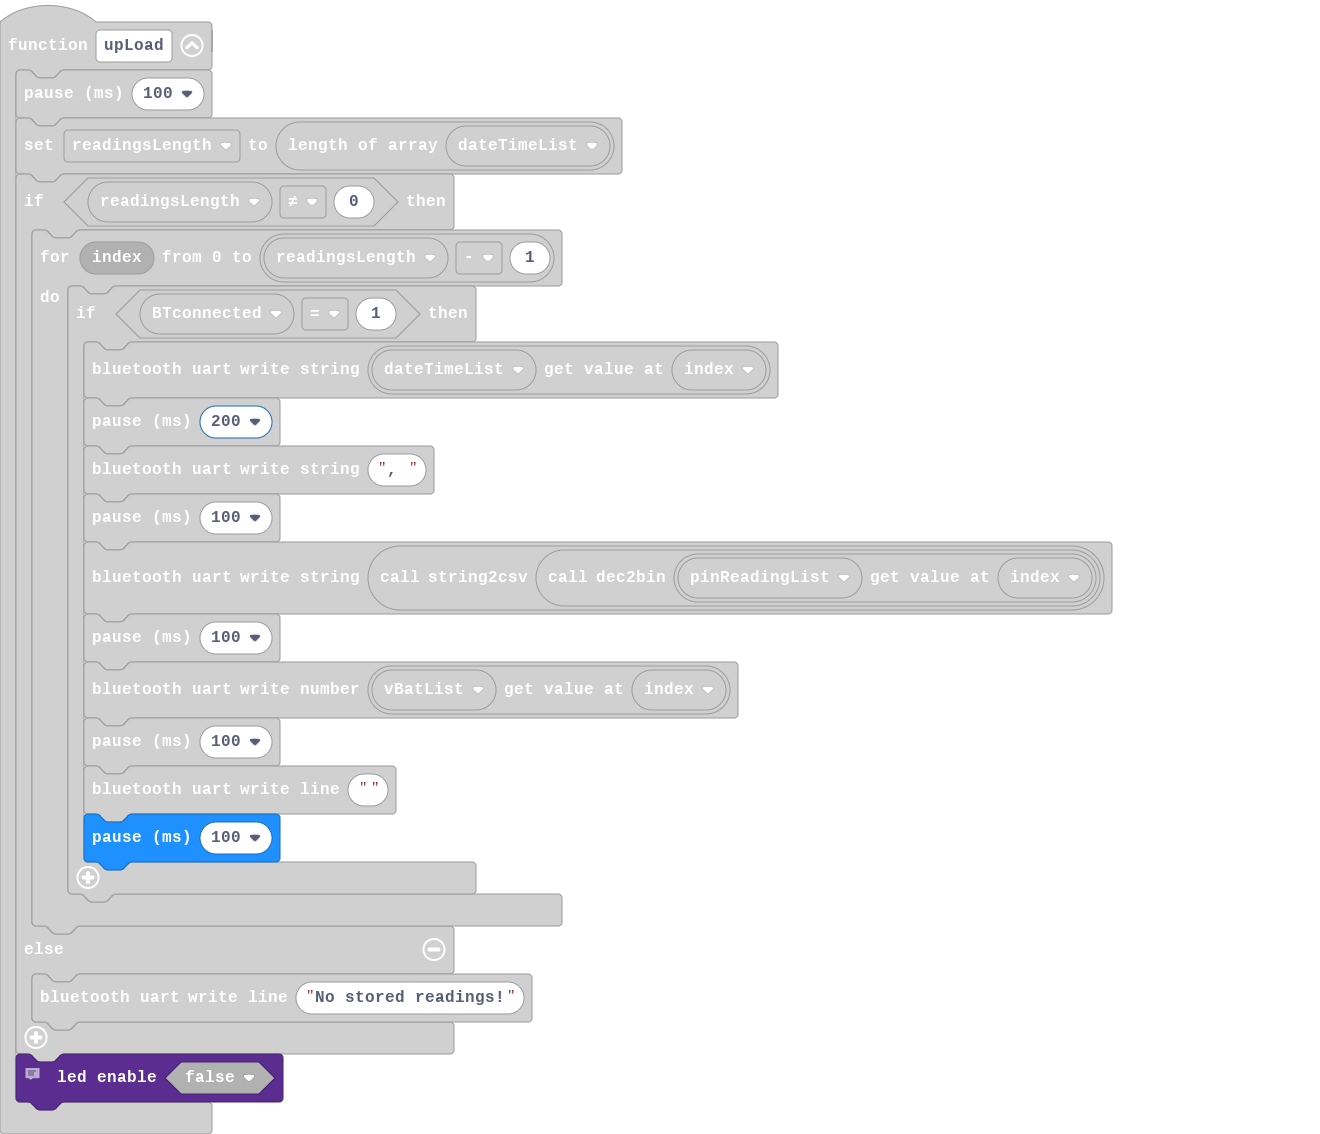 function upLoad
pause (ms) 100
set readingsLength to length of array dateTimeList
if readingsLength ≠ 0 then
for index from 0 to readingsLength - 1
do
if BTconnected = 1 then
bluetooth uart write string dateTimeList get value at index
pause (ms) 200
bluetooth uart write string ", "
pause (ms) 100
bluetooth uart write string call string2csv call dec2bin pinReadingList get value at index
pause (ms) 100
bluetooth uart write number vBatList get value at index
pause (ms) 100
bluetooth uart write line ""
pause (ms) 100
else
bluetooth uart write line "No stored readings!"
led enable false